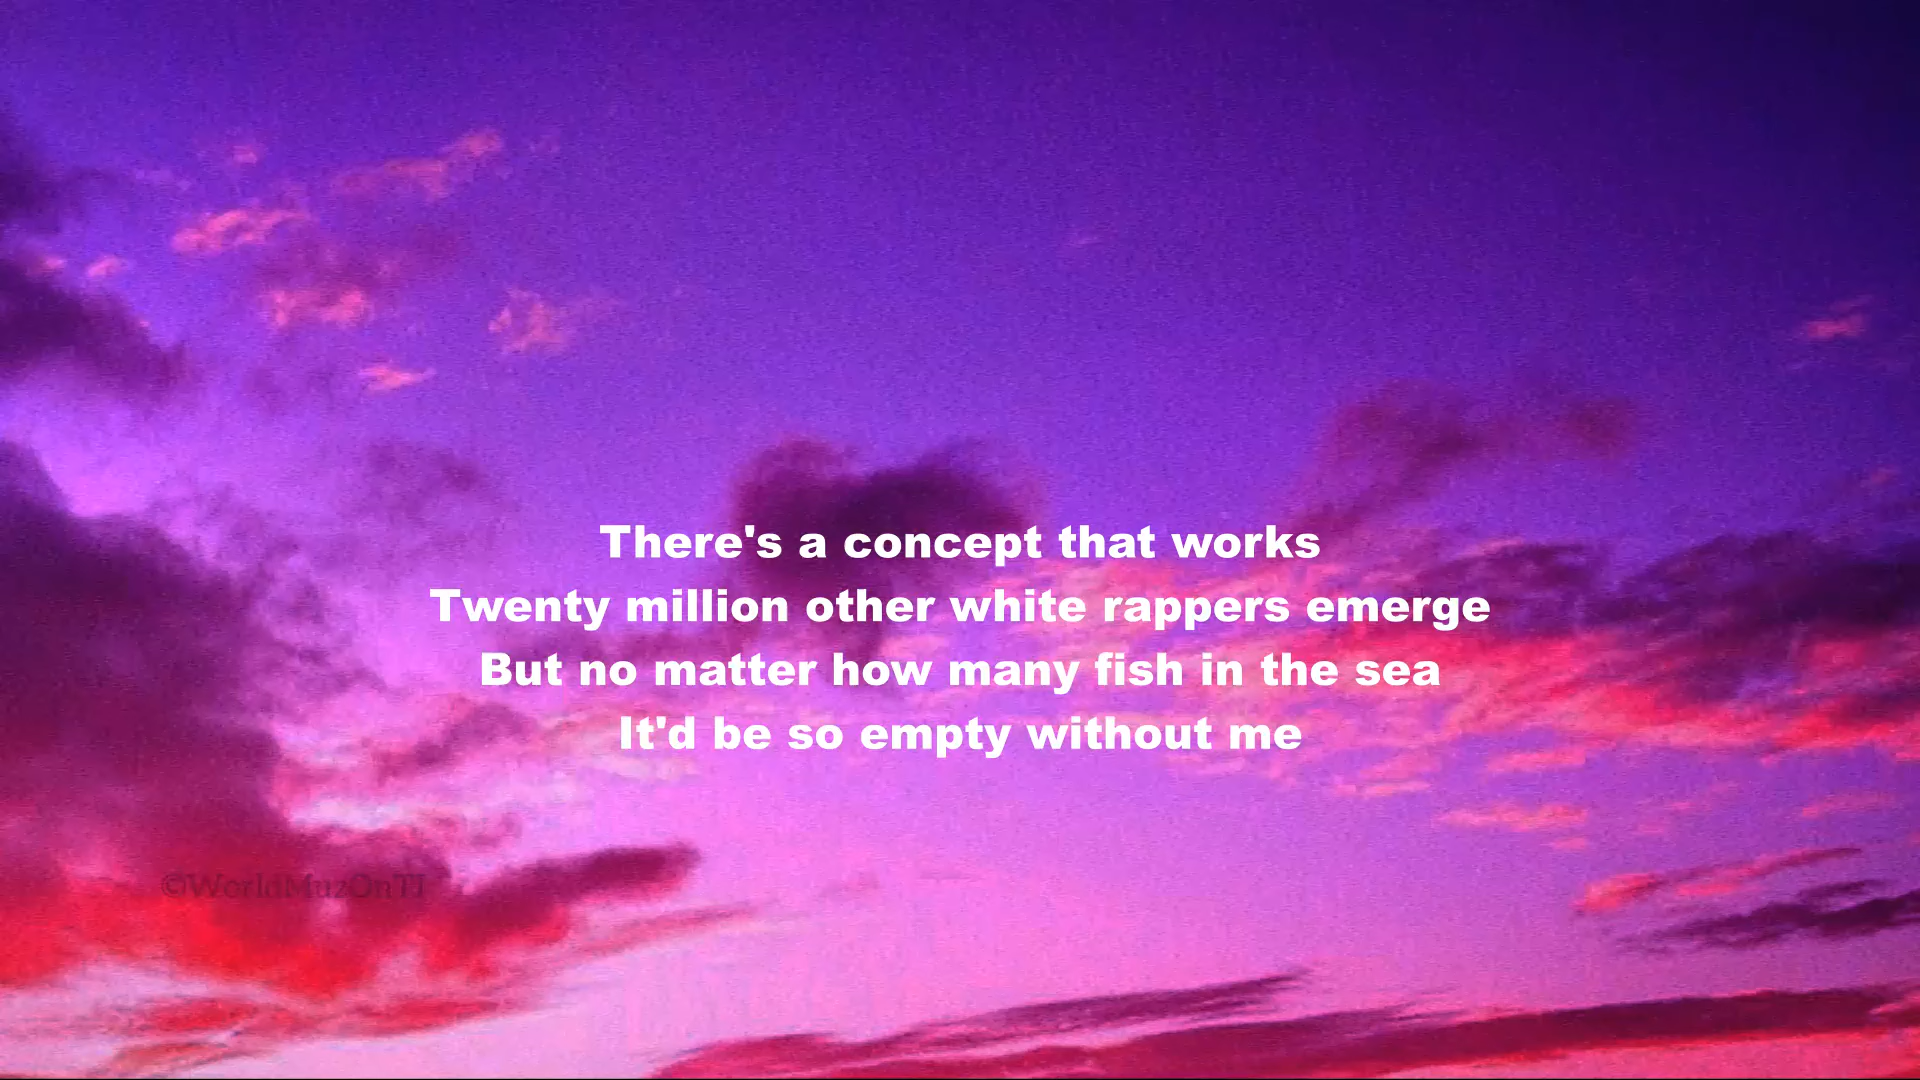 There's a concept that works
Twenty million other white rappers emerge
But no matter how many fish in the sea
It'd be so empty without me
©WorldMuzOnTI